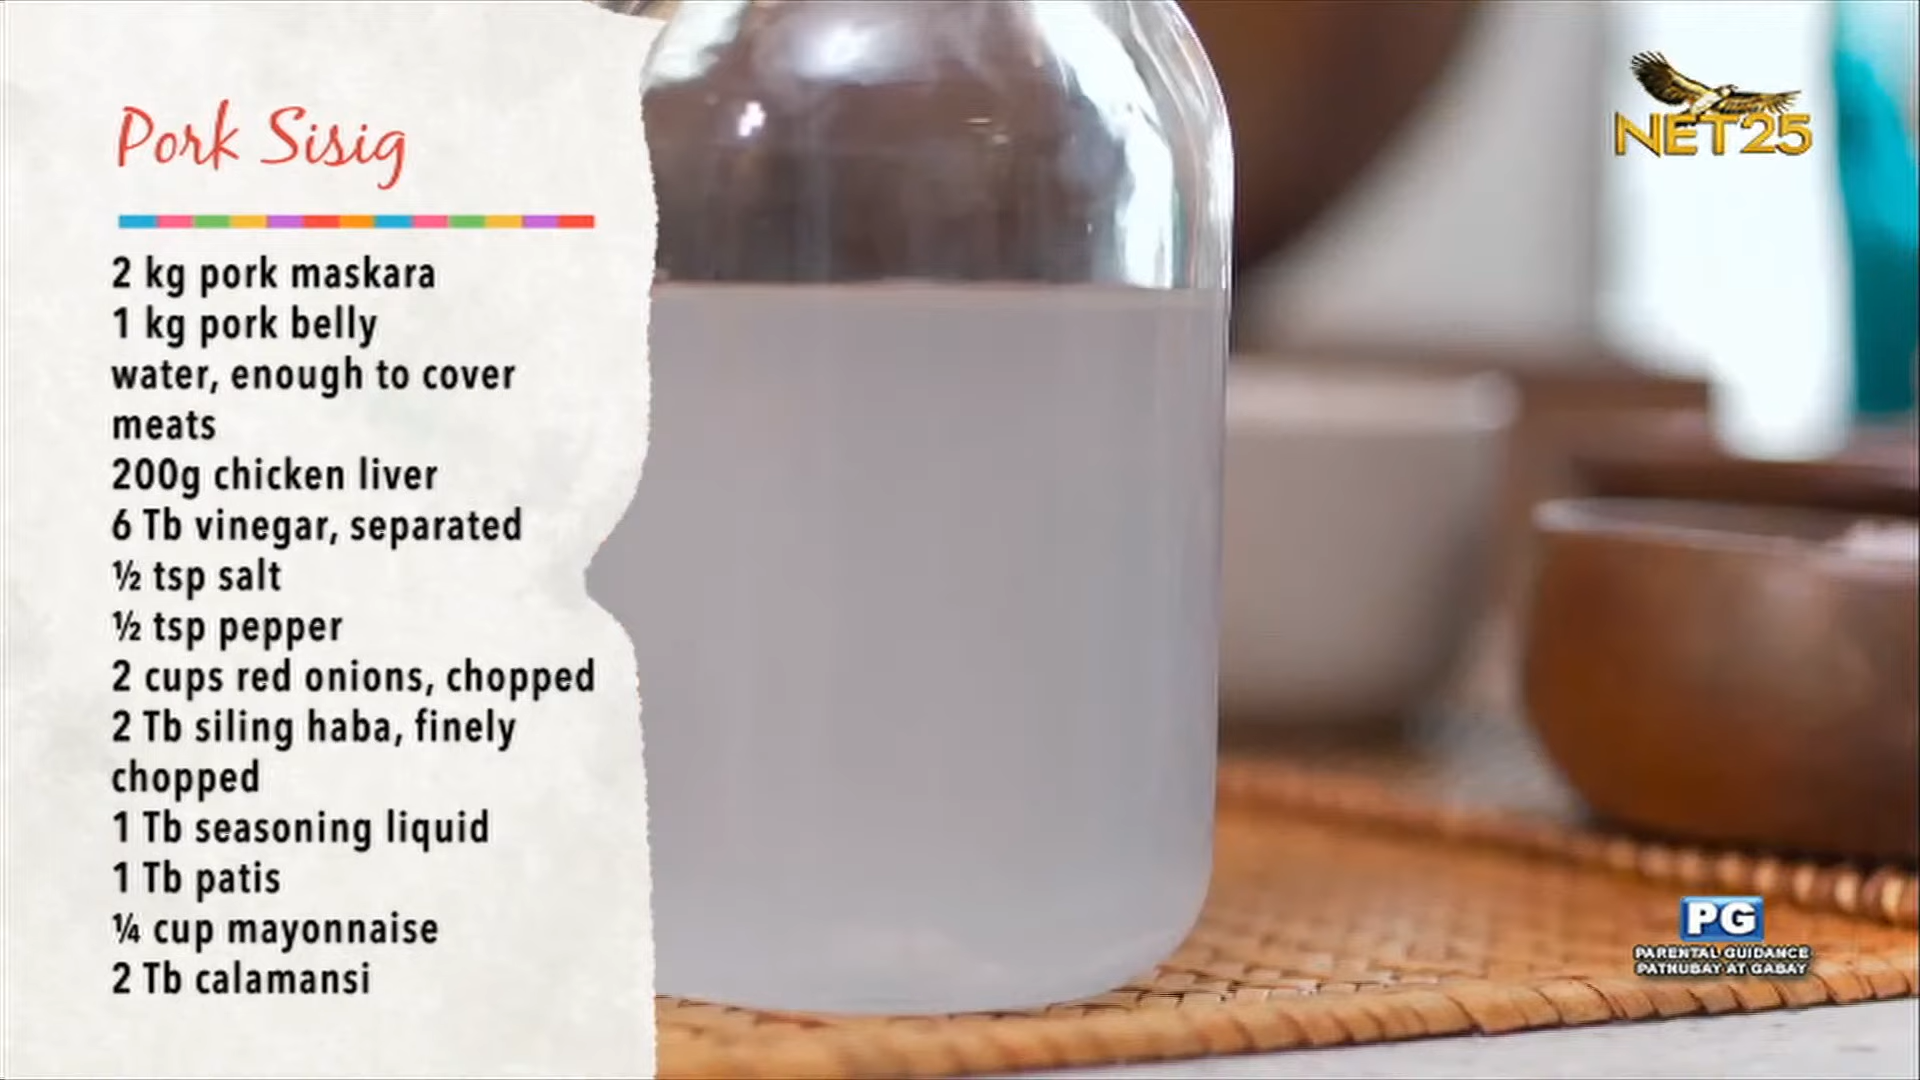 Pork Sisig
2 kg pork maskara
1 kg pork belly
water, enough to cover
meats
200g chicken liver
6 Tb vinegar, separated
½ tsp salt
½ tsp pepper
2 cups red onions, chopped
2 Tb siling haba, finely
chopped
1 Tb seasoning liquid
1 Tb patis
¼ cup mayonnaise
2 Tb calamansi
NET25
PG
PARENTAL GUIDANCE
PATNUBAY AT GABAY